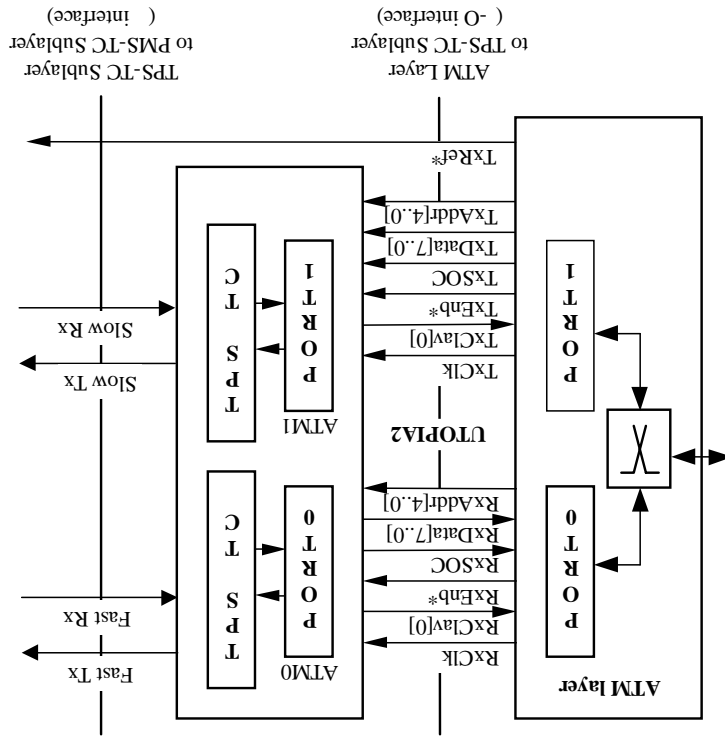 ATM layer
PORT 0
PORT 1
RxClk
RxClav[0]
RxEnb*
RxSOC
RxData[7..0]
RxAddr[4..0]
UTOPIA2
TxClk
TxClav[0]
TxEnb*
TxSOC
TxData[7..0]
TxAddr[4..0]
TxRef*
ATM0
PORT 0
TPS TC
ATM1
PORT 1
TPS TC
Fast Tx
Fast Rx
Slow Tx
Slow Rx
ATM Layer
to TPS-TC Sublayer
( -O interface)
TPS-TC Sublayer
to PMS-TC Sublayer
( interface)